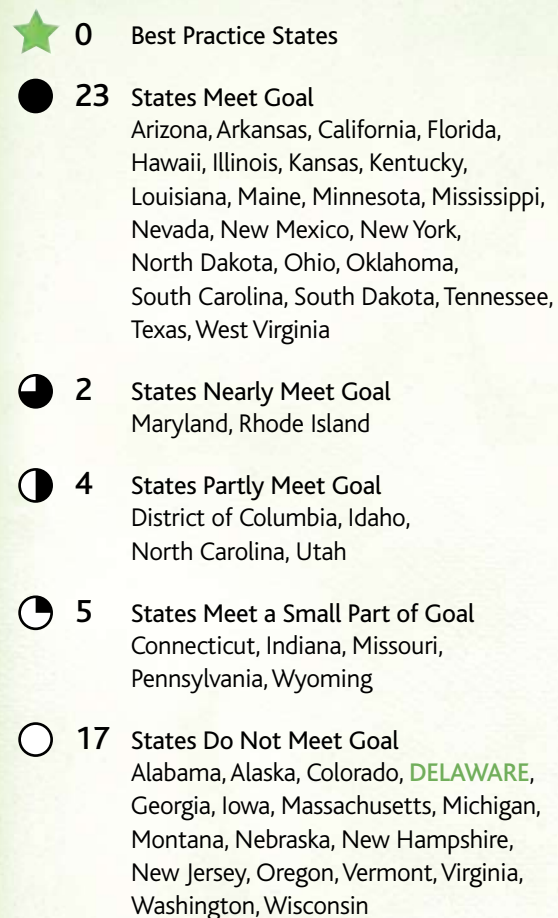 0 Best Practice States
23 States Meet Goal
Arizona, Arkansas, California, Florida,
Hawaii, Illinois, Kansas, Kentucky,
Louisiana, Maine, Minnesota, Mississippi,
Nevada, New Mexico, New York,
North Dakota, Ohio, Oklahoma,
South Carolina, South Dakota, Tennessee,
Texas, West Virginia
2 States Nearly Meet Goal
Maryland, Rhode Island
4 States Partly Meet Goal
District of Columbia, Idaho,
North Carolina, Utah
5 States Meet a Small Part of Goal
Connecticut, Indiana, Missouri,
Pennsylvania, Wyoming
17 States Do Not Meet Goal
Alabama, Alaska, Colorado, DELAWARE,
Georgia, Iowa, Massachusetts, Michigan,
Montana, Nebraska, New Hampshire,
New Jersey, Oregon, Vermont, Virginia,
Washington, Wisconsin